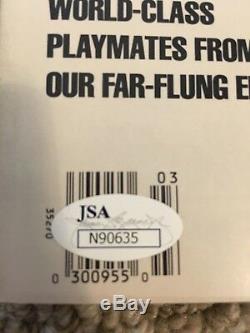 WORLD-CLASS
PLAYMATES FROM
OUR FAR-FLUNG
03
JSA
N90635
0 300955 0